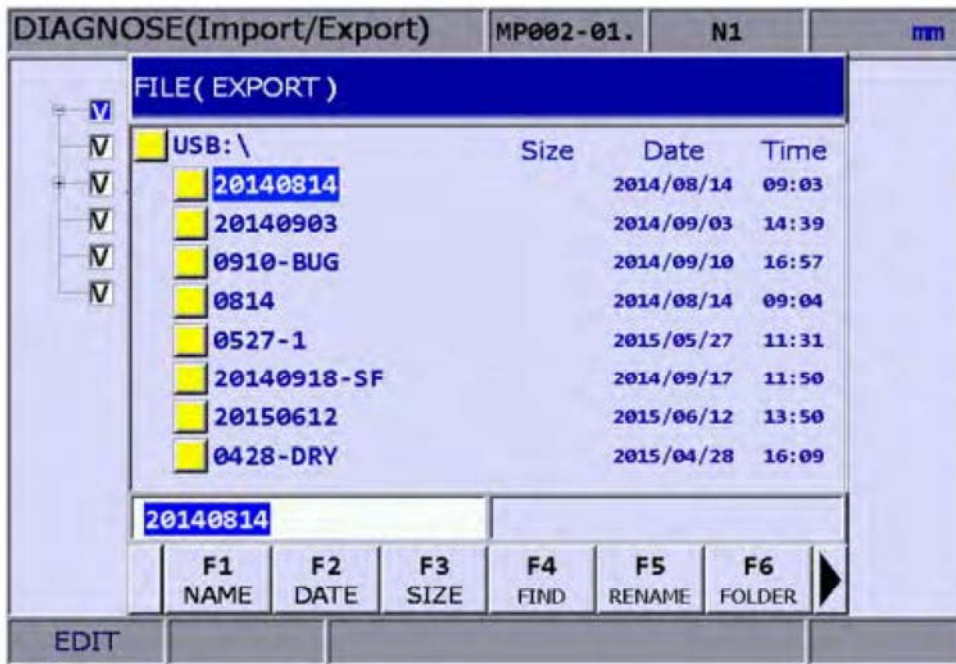 DIAGNOSE(Import/Export) MP002-01. N1 mm
FILE( EXPORT )
USB:\ Size Date Time
20140814 2014/08/14 09:03
20140903 2014/09/03 14:39
0910-BUG 2014/09/10 16:57
0814 2014/08/14 09:04
0527-1 2015/05/27 11:31
20140918-SF 2014/09/17 11:50
20150612 2015/06/12 13:50
0428-DRY 2015/04/28 16:09
V
V
V
V
V
V
20140814
F1 F2 F3 F4 F5 F6
NAME DATE SIZE FIND RENAME FOLDER
EDIT